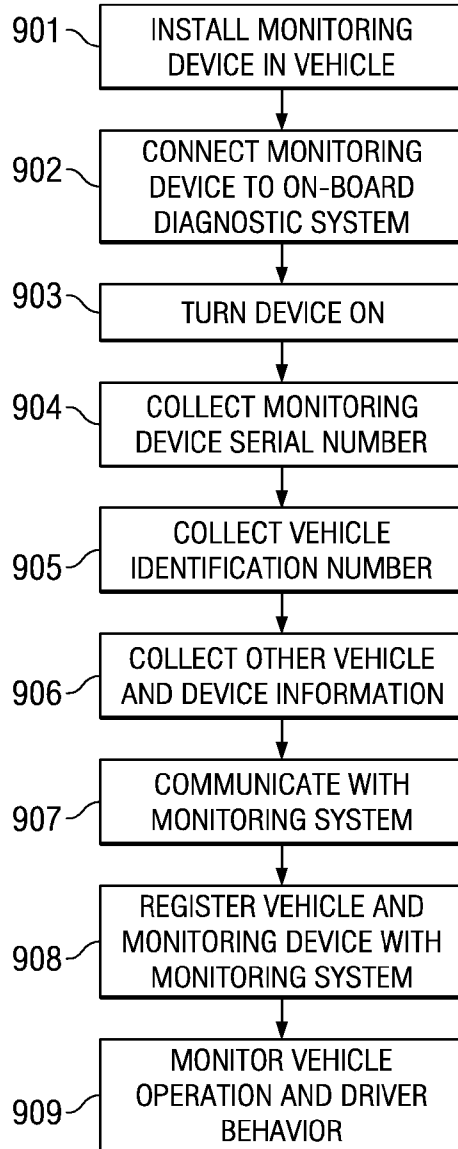 901
INSTALL MONITORING
DEVICE IN VEHICLE
902
CONNECT MONITORING
DEVICE TO ON-BOARD
DIAGNOSTIC SYSTEM
903
TURN DEVICE ON
904
COLLECT MONITORING
DEVICE SERIAL NUMBER
905
COLLECT VEHICLE
IDENTIFICATION NUMBER
906
COLLECT OTHER VEHICLE
AND DEVICE INFORMATION
907
COMMUNICATE WITH
MONITORING SYSTEM
908
REGISTER VEHICLE AND
MONITORING DEVICE WITH
MONITORING SYSTEM
909
MONITOR VEHICLE
OPERATION AND DRIVER
BEHAVIOR